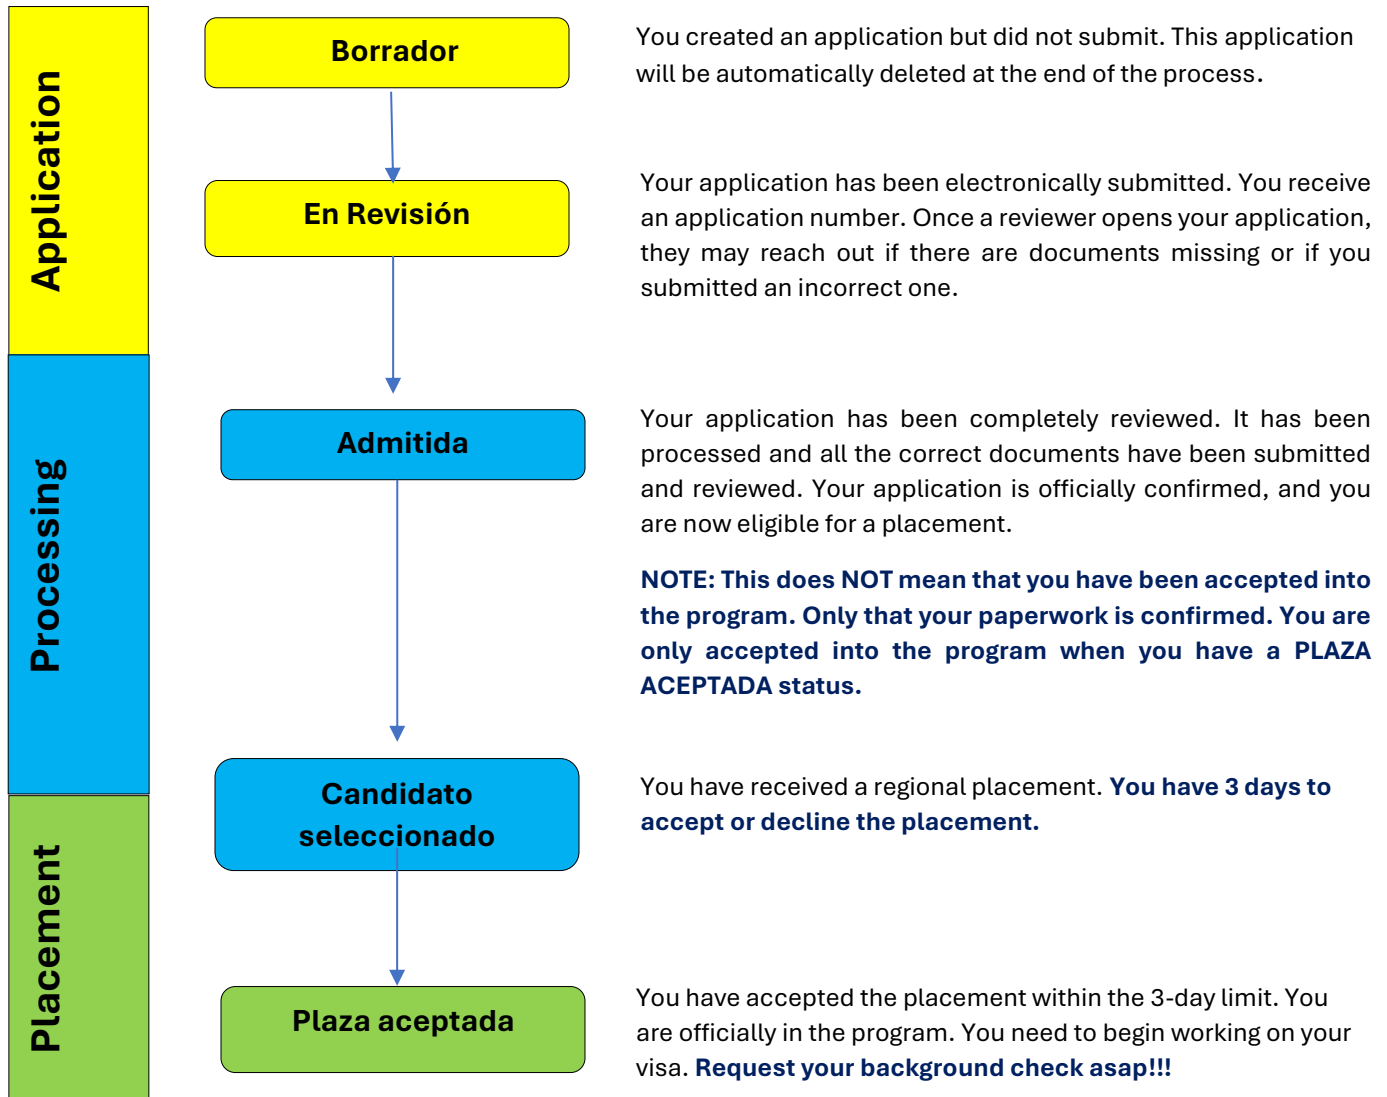 Application
Borrador
You created an application but did not submit. This application
will be automatically deleted at the end of the process.
En Revisión
Your application has been electronically submitted. You receive
an application number. Once a reviewer opens your application,
they may reach out if there are documents missing or if you
submitted an incorrect one.
Processing
Admitida
Your application has been completely reviewed. It has been
processed and all the correct documents have been submitted
and reviewed. Your application is officially confirmed, and you
are now eligible for a placement.
NOTE: This does NOT mean that you have been accepted into
the program. Only that your paperwork is confirmed. You are
only accepted into the program when you have a PLAZA
ACEPTADA status.
Candidato
seleccionado
You have received a regional placement. You have 3 days to
accept or decline the placement.
Placement
Plaza aceptada
You have accepted the placement within the 3-day limit. You
are officially in the program. You need to begin working on your
visa. Request your background check asap!!!